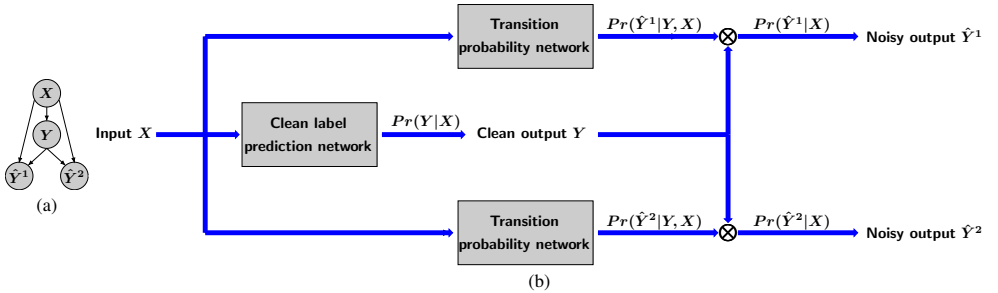 X
Y
Ŷ¹ Ŷ²
(a)
Input X
Transition
probability network
Pr(Ŷ¹|Y, X)
Pr(Ŷ¹|X)
Noisy output Ŷ¹
Clean label
prediction network
Pr(Y|X)
Clean output Y
Transition
probability network
Pr(Ŷ²|Y, X)
Pr(Ŷ²|X)
Noisy output Ŷ²
(b)